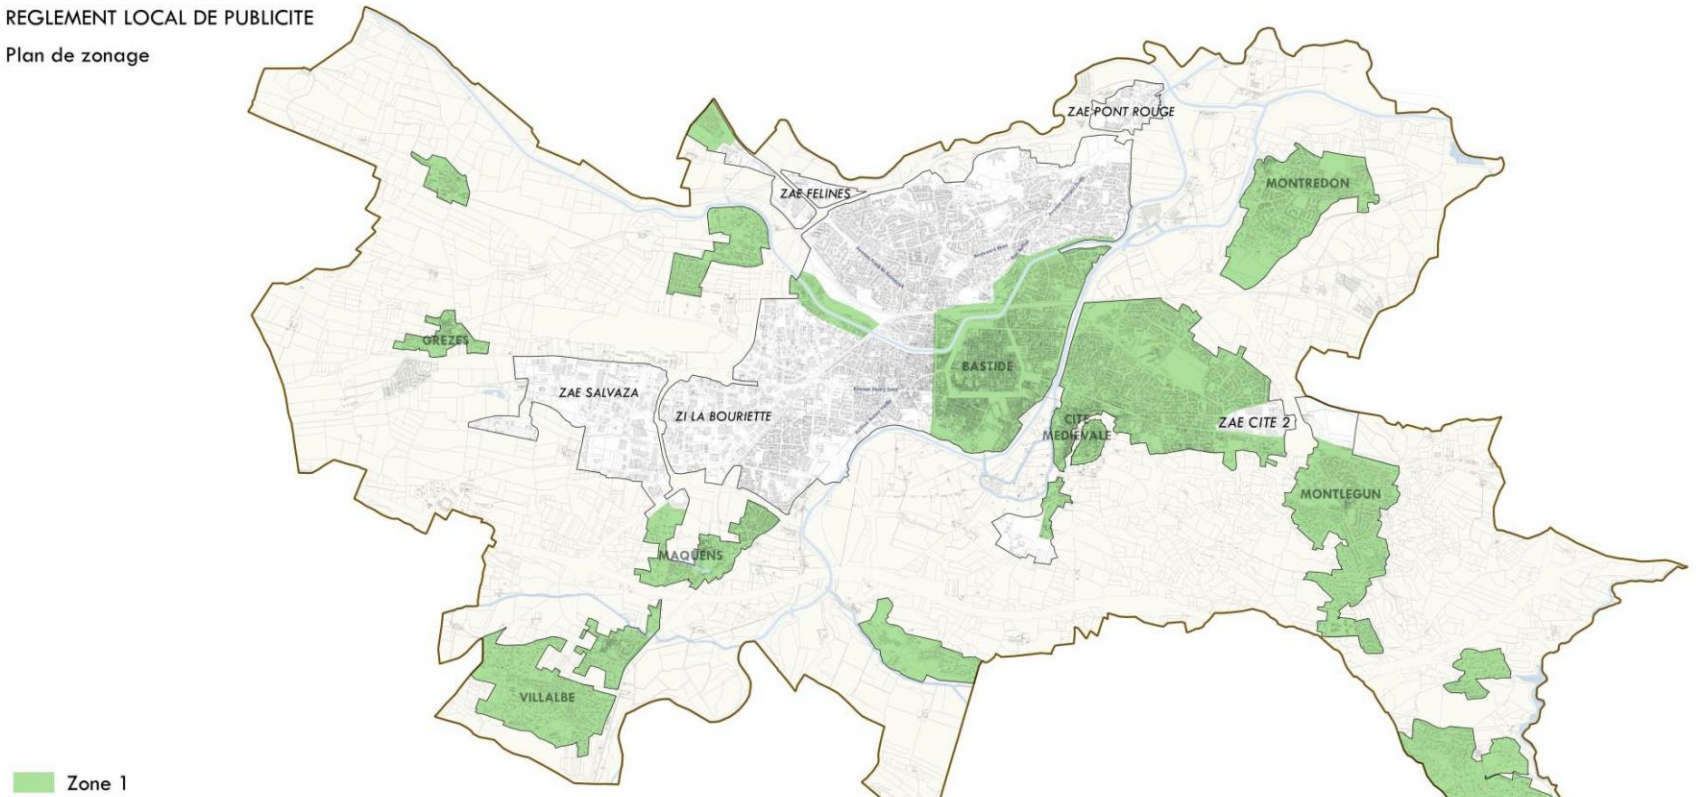 REGLEMENT LOCAL DE PUBLICITE
Plan de zonage
ZAE PONT ROUGE
MONTREDON
ZAE FELINES
GREZES
BASTIDE
ZAE SALVAZA
ZI LA BOURIETTE
CITE
MEDIEVALE
ZAE CITE 2
MONTLEGUN
MAQUENS
VILLALBE
Zone 1